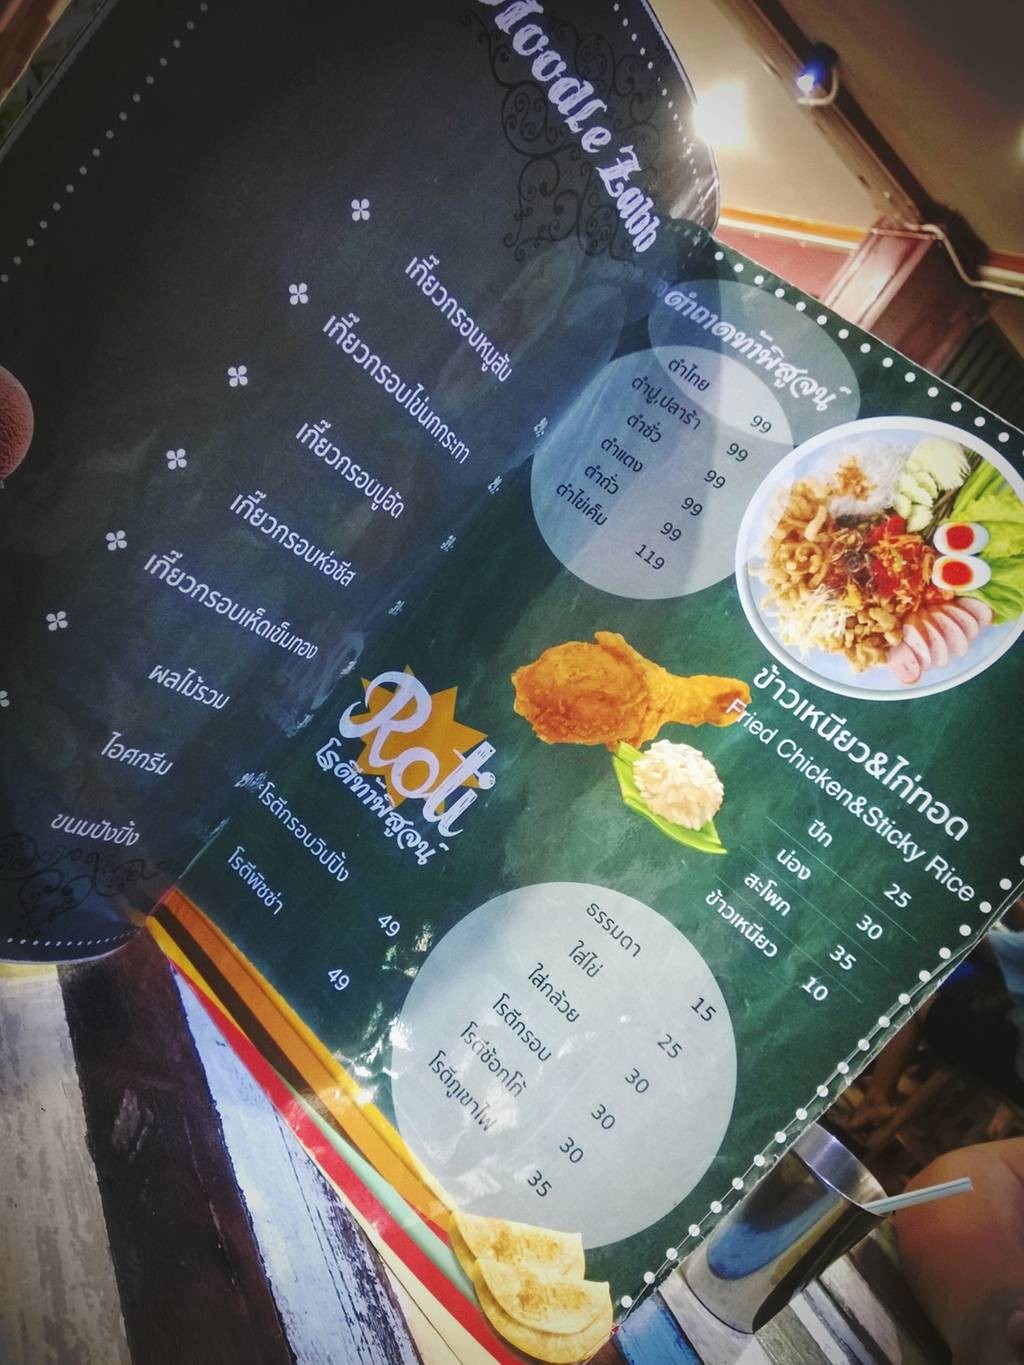 Noodle Zabb
เกี๊ยวกรอบหมูสับ
เกี๊ยวกรอบไข่นกกระทา
เกี๊ยวกรอบปูอัด
เกี๊ยวกรอบห่อชีส
เกี๊ยวกรอบเห็ดเข็มทอง
ผลไม้รวม
ไอศกรีม
ขนมปังปิ้ง
ตำถาดท้าพิสูจน์
ตำไทย 99
ตำปู,ปลาร้า 99
ตำซั่ว 99
ตำแตง 99
ตำถั่ว 99
ตำไข่เค็ม 119
ข้าวเหนียว&ไก่ทอด
Fried Chicken&Sticky Rice
ปีก 25
น่อง 30
สะโพก 35
ข้าวเหนียว 10
Roti
โรตีท้าพิสูจน์
โรตีกรอบวิปปิ้ง 49
โรตีพิซซ่า 49
ธรรมดา 15
ใส่ไข่ 25
ใส่กล้วย 30
โรตีกรอบ 30
โรตีช้อกโก้ 30
โรตีภูเขาไฟ 35